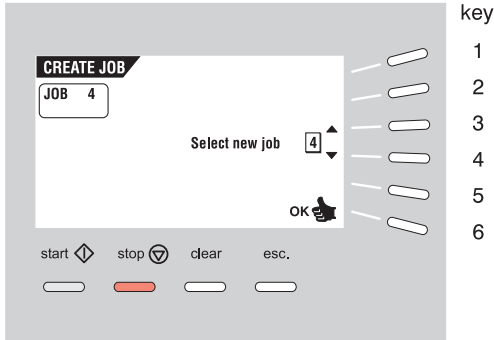 key
1
CREATE JOB
2
JOB 4
3
Select new job 4
4
5
OK
6
start stop clear esc.